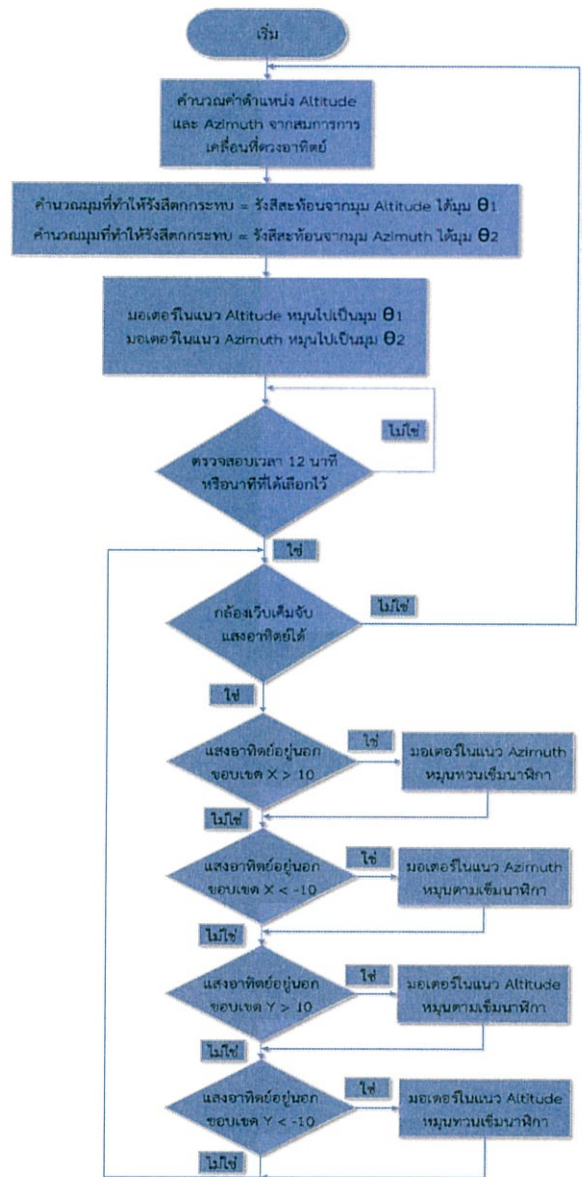 เริ่ม
คำนวณค่าตำแหน่ง Altitude
และ Azimuth จากสมการการ
เคลื่อนที่ดวงอาทิตย์
คำนวณมุมที่ทำให้รังสีตกกระทบ = รังสีสะท้อนจากมุม Altitude ได้มุม θ1
คำนวณมุมที่ทำให้รังสีตกกระทบ = รังสีสะท้อนจากมุม Azimuth ได้มุม θ2
มอเตอร์ในแนว Altitude หมุนไปเป็นมุม θ1
มอเตอร์ในแนว Azimuth หมุนไปเป็นมุม θ2
ไม่ใช่
ตรวจสอบเวลา 12 นาที
หรือนาทีที่ได้เลือกไว้
ใช่
กล้องเว็บเค็มจับ
แสงอาทิตย์ได้
ไม่ใช่
ใช่
แสงอาทิตย์อยู่นอก
ขอบเขต X > 10
ใช่
มอเตอร์ในแนว Azimuth
หมุนทวนเข็มนาฬิกา
ไม่ใช่
แสงอาทิตย์อยู่นอก
ขอบเขต X < -10
ใช่
มอเตอร์ในแนว Azimuth
หมุนตามเข็มนาฬิกา
ไม่ใช่
แสงอาทิตย์อยู่นอก
ขอบเขต Y > 10
ใช่
มอเตอร์ในแนว Altitude
หมุนตามเข็มนาฬิกา
ไม่ใช่
แสงอาทิตย์อยู่นอก
ขอบเขต Y < -10
ใช่
มอเตอร์ในแนว Altitude
หมุนทวนเข็มนาฬิกา
ไม่ใช่